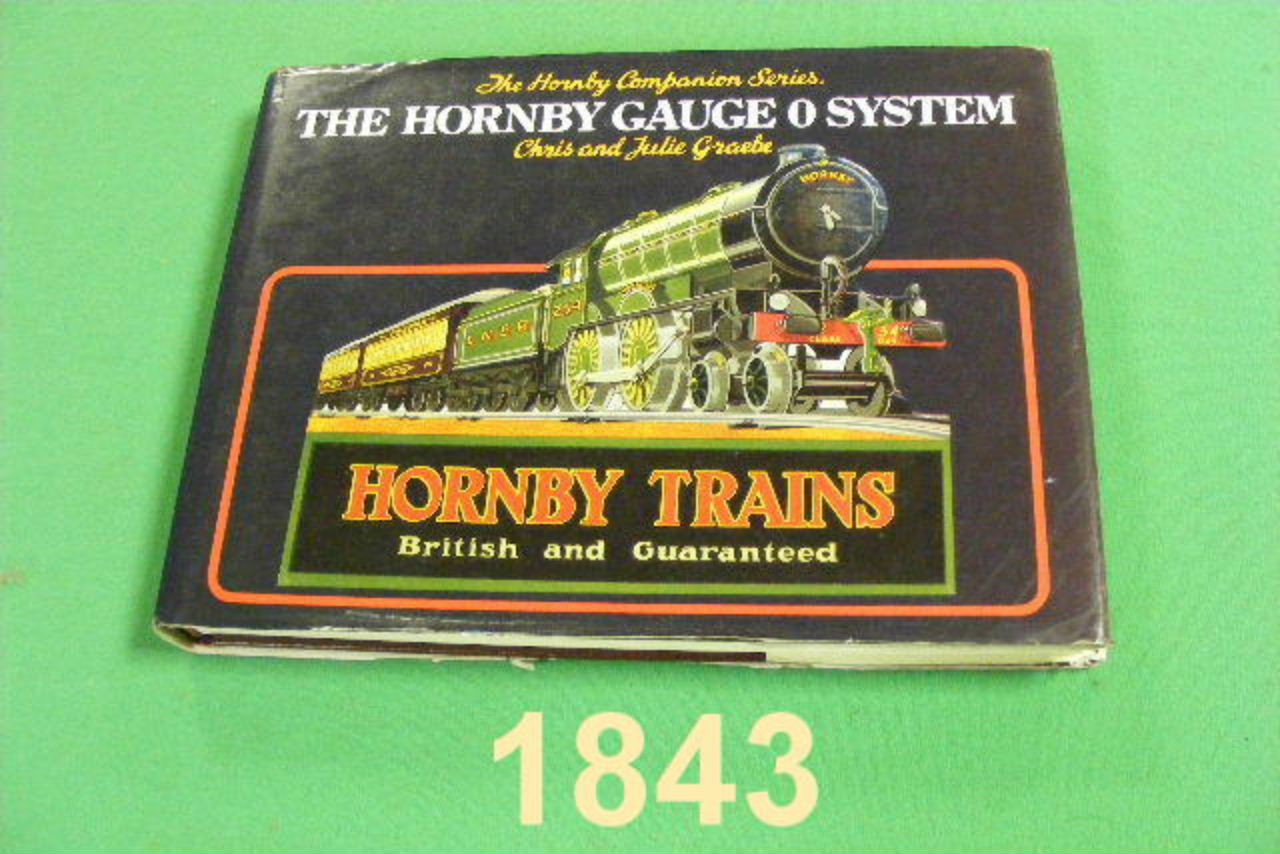 The Hornby Companion Series.
THE HORNBY GAUGE 0 SYSTEM
Chris and Julie Graebe
HORNBY
L N E R
234
HORNBY TRAINS
British and Guaranteed
1843